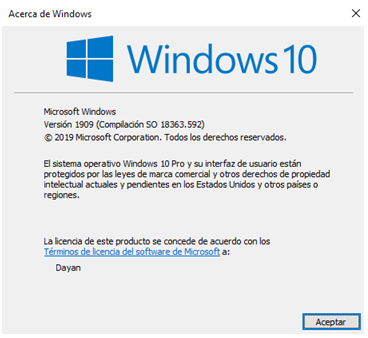 Acerca de Windows
Windows 10
Microsoft Windows
Versión 1909 (Compilación SO 18363.592)
© 2019 Microsoft Corporation. Todos los derechos reservados.
El sistema operativo Windows 10 Pro y su interfaz de usuario están
protegidos por las leyes de marca comercial y otros derechos de propiedad
intelectual actuales y pendientes en los Estados Unidos y otros países o
regiones.
La licencia de este producto se concede de acuerdo con los
Términos de licencia del software de Microsoft a:
Dayan
Aceptar